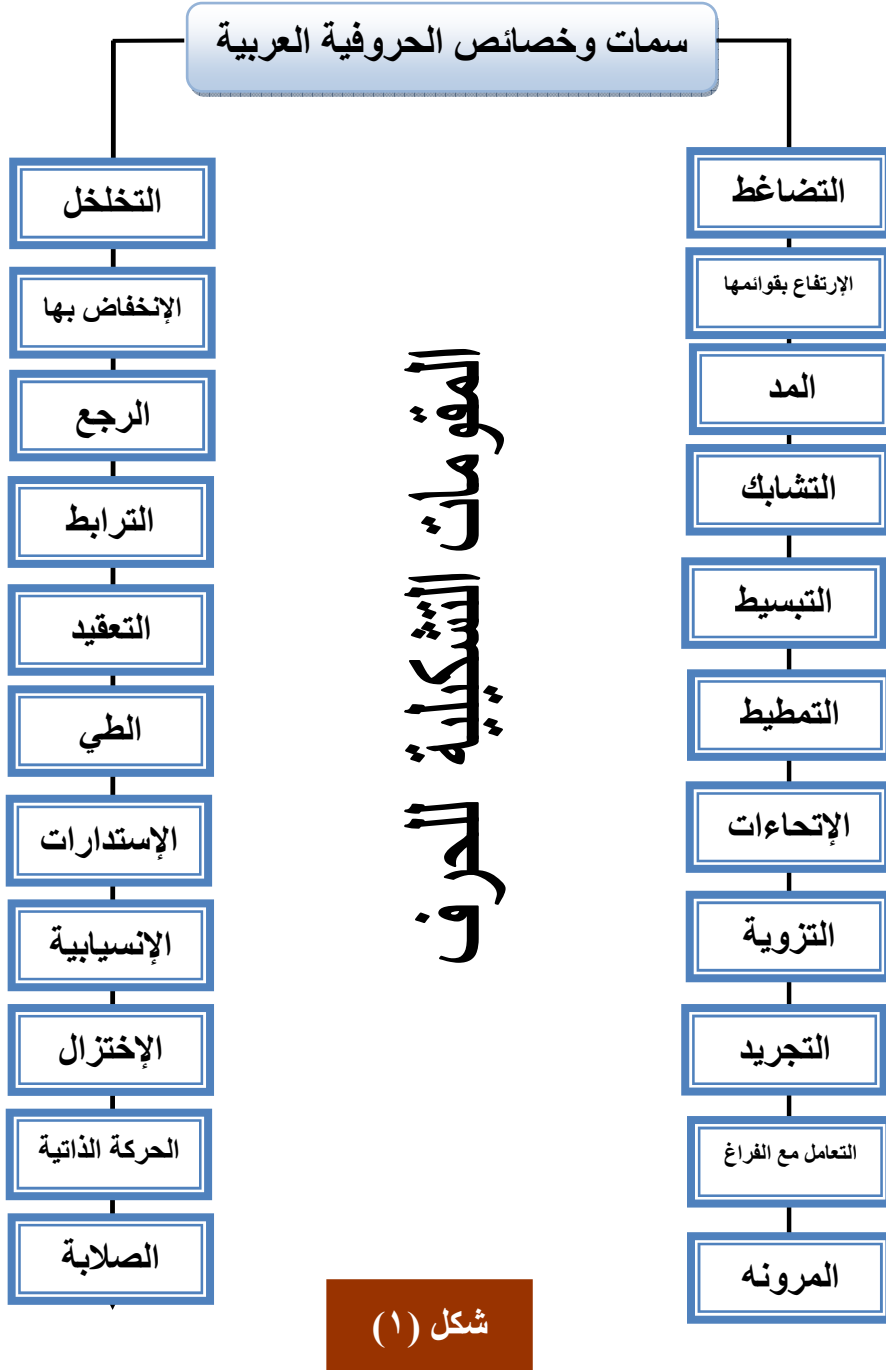 سمات وخصائص الحروفية العربية
التضاغط
الإرتفاع بقوائمها
المد
التشابك
التبسيط
التمطيط
الإتحاءات
التزوية
التجريد
التعامل مع الفراغ
المرونه
المقومات التشكيلية للحرف
التخلخل
الإنخفاض بها
الرجع
الترابط
التعقيد
الطي
الإستدارات
الإنسيابية
الإختزال
الحركة الذاتية
الصلابة
شكل (١)